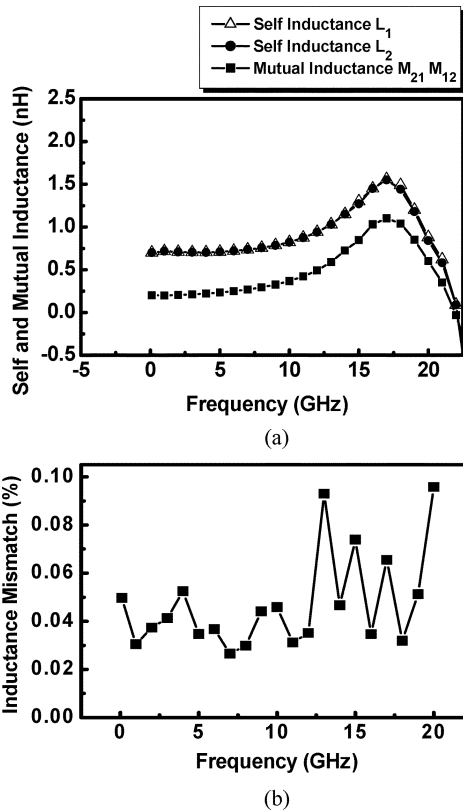 Self Inductance L1
Self Inductance L2
Mutual Inductance M21 M12
Self and Mutual Inductance (nH)
2.5
2.0
1.5
1.0
0.5
0.0
-0.5
-5
0
5
10
15
20
Frequency (GHz)
(a)
Inductance Mismatch (%)
0.10
0.08
0.06
0.04
0.02
0.00
0
5
10
15
20
Frequency (GHz)
(b)